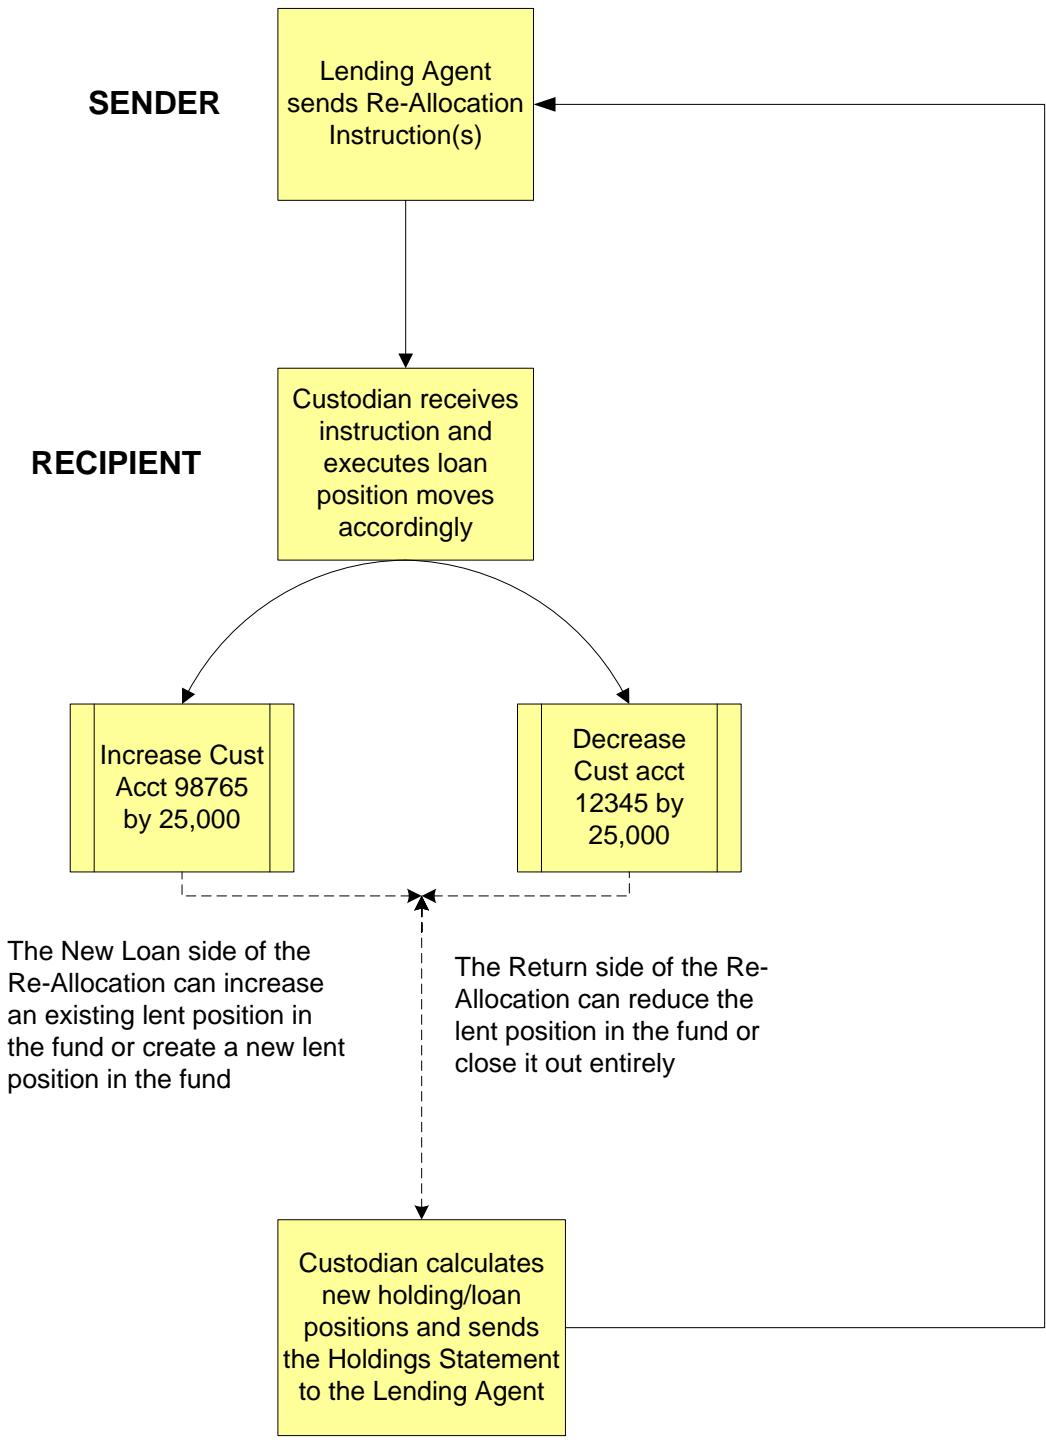 SENDER
Lending Agent
sends Re-Allocation
Instruction(s)
RECIPIENT
Custodian receives
instruction and
executes loan
position moves
accordingly
Increase Cust
Acct 98765
by 25,000
Decrease
Cust acct
12345 by
25,000
The New Loan side of the
Re-Allocation can increase
an existing lent position in
the fund or create a new lent
position in the fund
The Return side of the Re-
Allocation can reduce the
lent position in the fund or
close it out entirely
Custodian calculates
new holding/loan
positions and sends
the Holdings Statement
to the Lending Agent